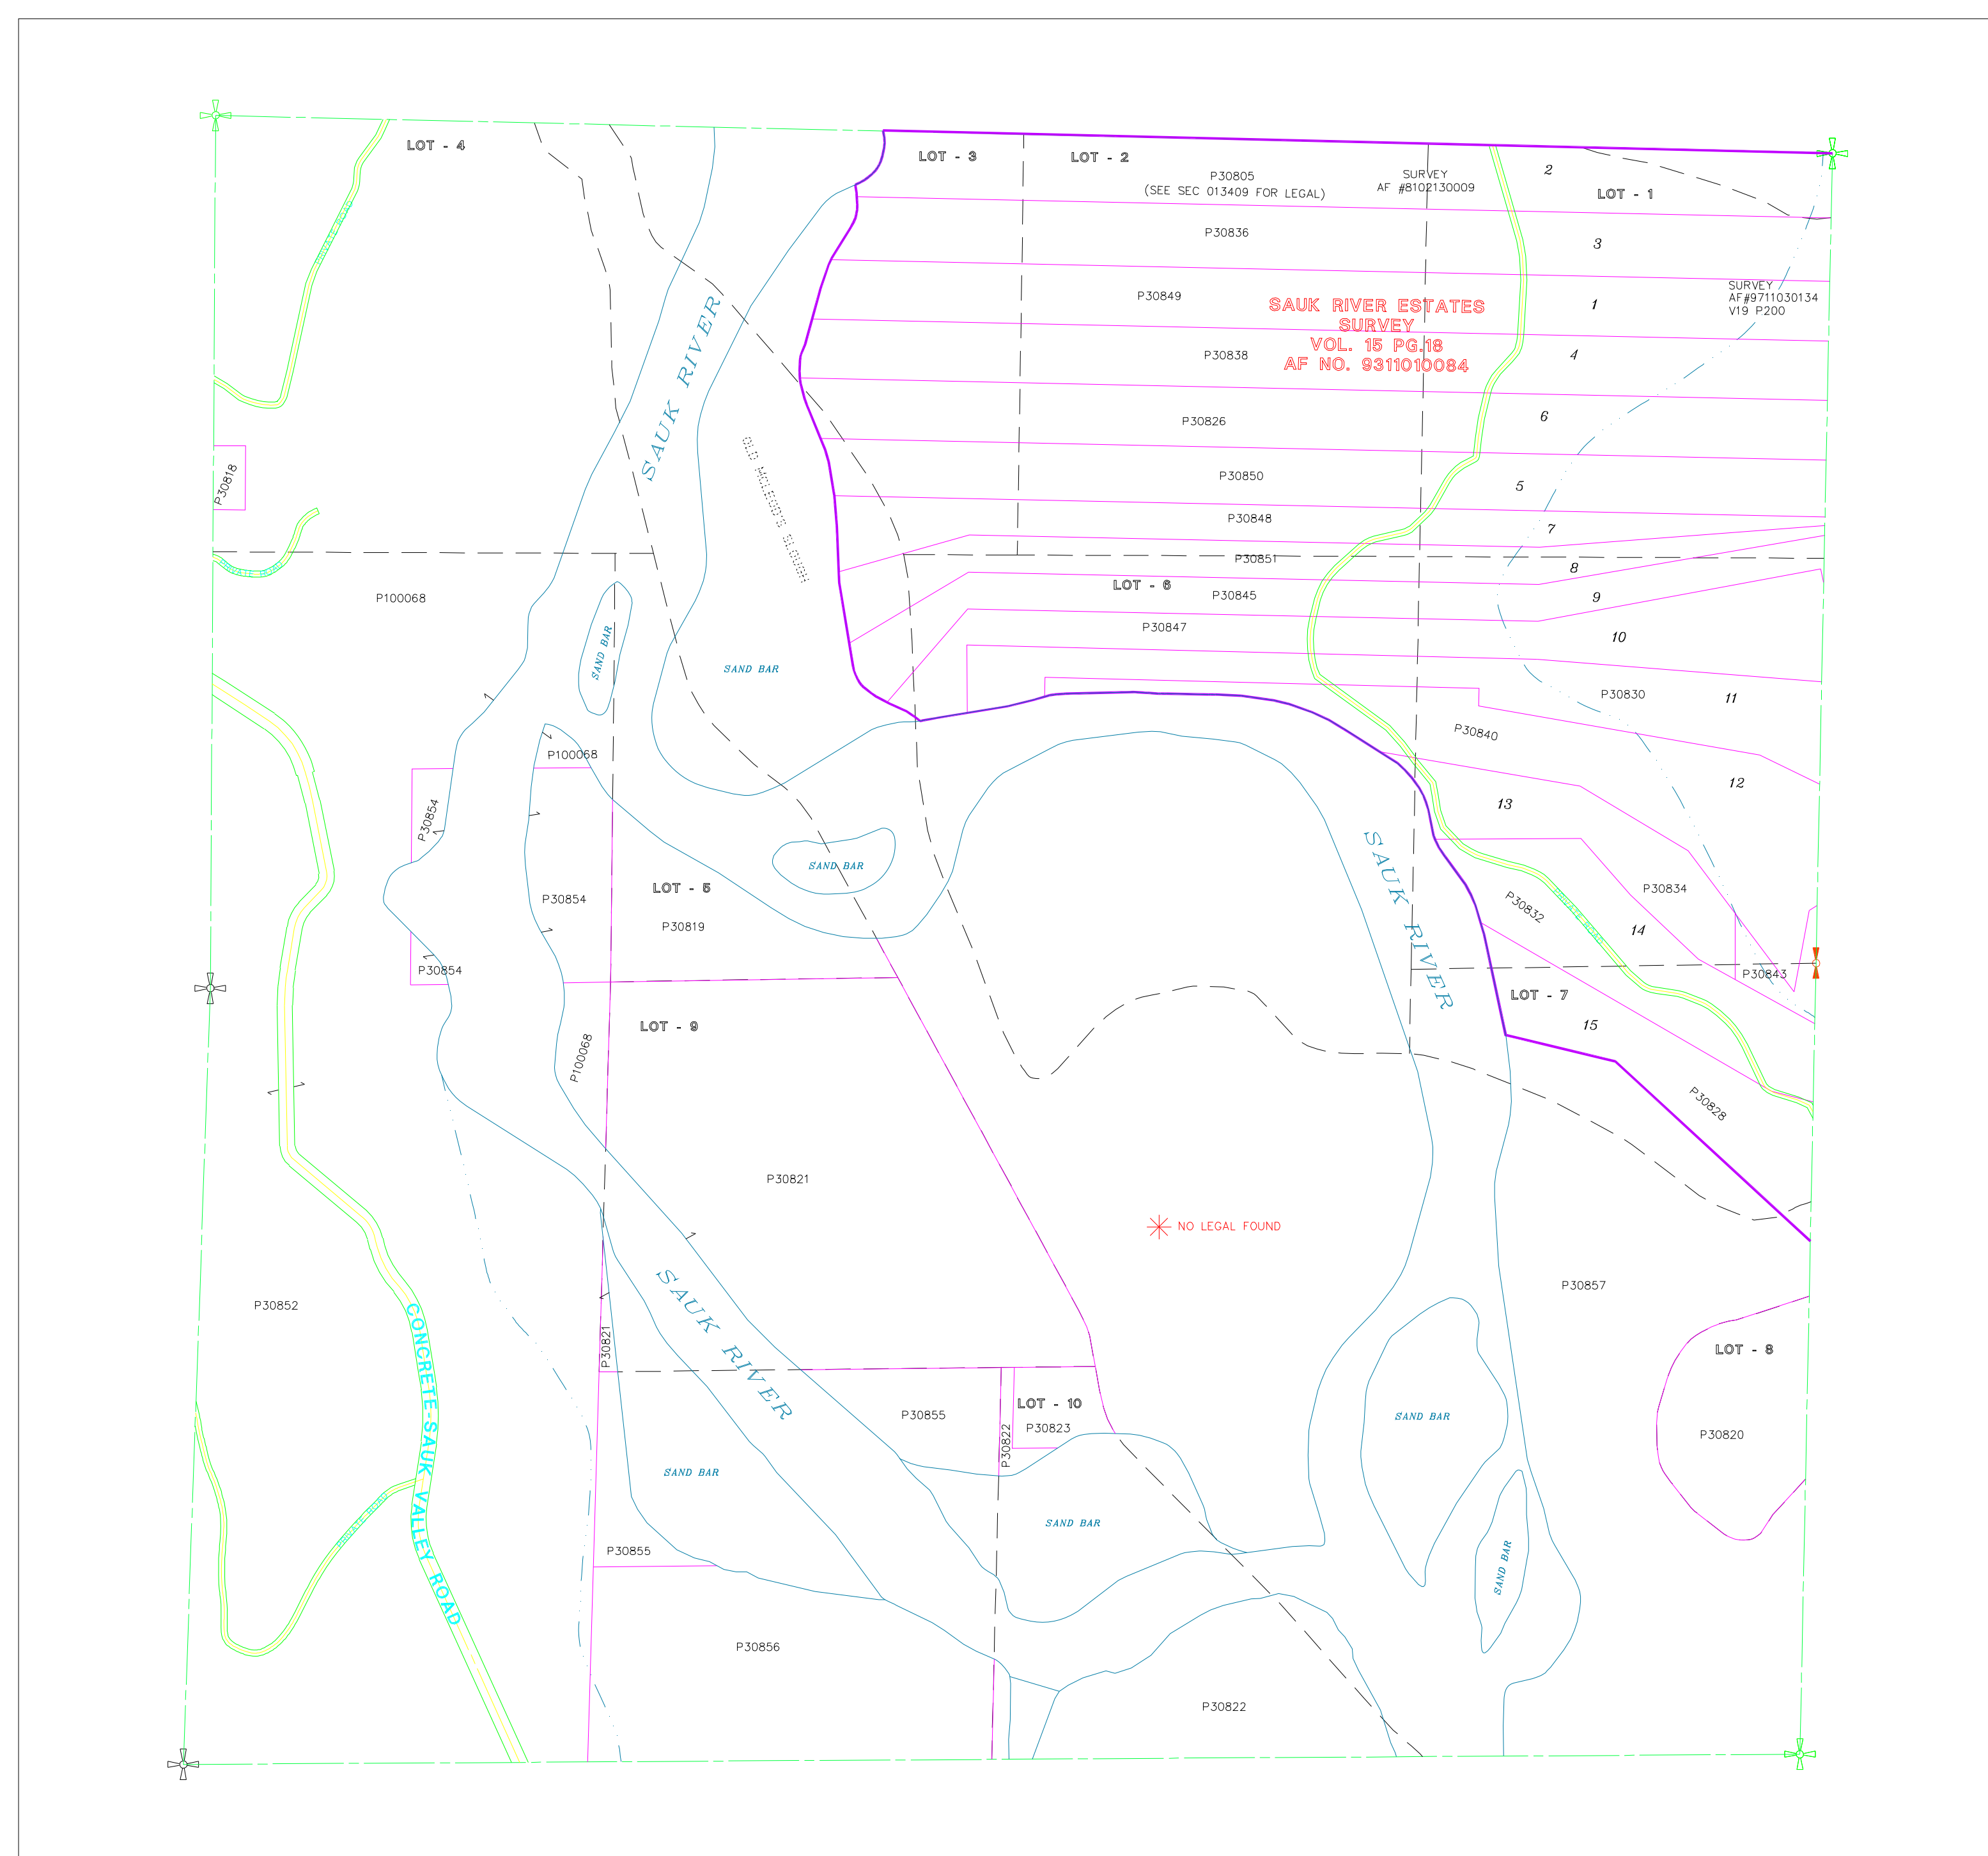 LOT - 4
LOT - 3
LOT - 2
P30805
(SEE SEC 013409 FOR LEGAL)
SURVEY
AF #8102130009
2
LOT - 1
PRIVATE ROAD
P30836
3
P30849
SAUK RIVER ESTATES
SURVEY
VOL. 15 PG.18
AF NO. 9311010084
1
SURVEY
AF#9711030134
V19 P200
SAUK RIVER
P30838
4
P30826
6
P30818
P30850
5
P30848
7
P30851
8
PRIVATE ROAD
P100068
LOT - 6
P30845
9
P30847
10
SAND BAR
SAND BAR
P30830
11
P30840
P100068
12
P30854
13
SAND BAR
SAUK RIVER
LOT - 5
P30854
P30819
P30834
P30832
PRIVATE ROAD
14
P30854
P30843
LOT - 7
LOT - 9
15
P100068
P30828
P30821
NO LEGAL FOUND
P30857
P30852
SAUK RIVER
CONCRETE-SAUK VALLEY ROAD
P30821
LOT - 8
LOT - 10
P30855
P30823
P30822
SAND BAR
P30820
SAND BAR
PRIVATE ROAD
SAND BAR
P30855
SAND BAR
P30856
P30822